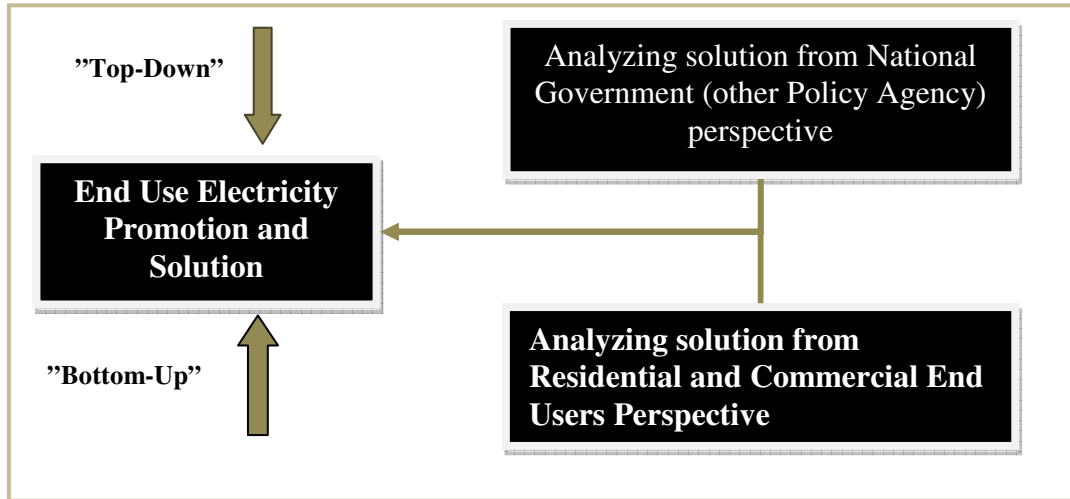 ”Top-Down”
Analyzing solution from National
Government (other Policy Agency)
perspective
End Use Electricity
Promotion and
Solution
”Bottom-Up”
Analyzing solution from
Residential and Commercial End
Users Perspective